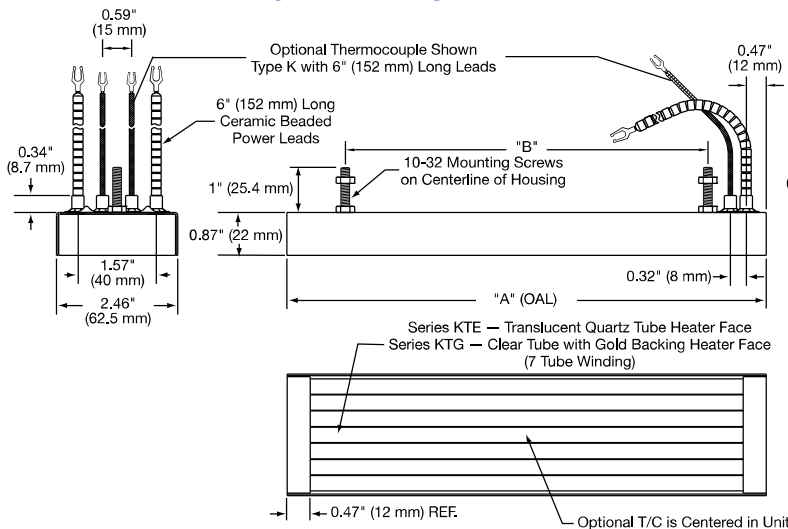 0.59"
(15 mm)
Optional Thermocouple Shown
Type K with 6" (152 mm) Long Leads
0.47"
(12 mm)
6" (152 mm) Long
Ceramic Beaded
Power Leads
0.34"
(8.7 mm)
"B"
10-32 Mounting Screws
on Centerline of Housing
1" (25.4 mm)
0.87" (22 mm)
1.57"
(40 mm)
2.46"
(62.5 mm)
0.32" (8 mm)
"A" (OAL)
Series KTE — Translucent Quartz Tube Heater Face
Series KTG — Clear Tube with Gold Backing Heater Face
(7 Tube Winding)
0.47" (12 mm) REF.
Optional T/C is Centered in Unit